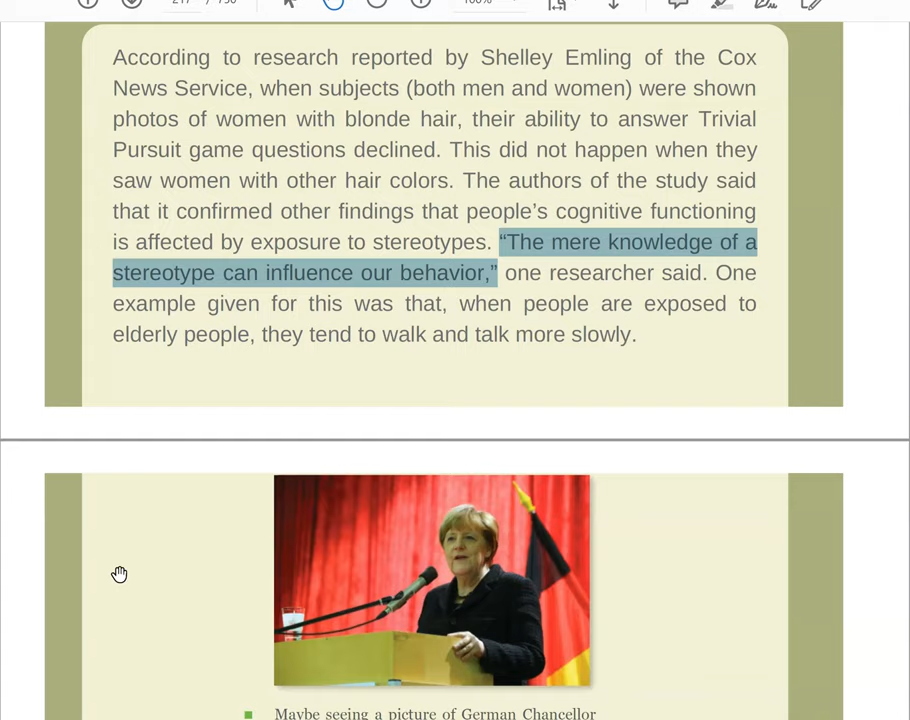 According to research reported by Shelley Emling of the Cox
News Service, when subjects (both men and women) were shown
photos of women with blonde hair, their ability to answer Trivial
Pursuit game questions declined. This did not happen when they
saw women with other hair colors. The authors of the study said
that it confirmed other findings that people’s cognitive functioning
is affected by exposure to stereotypes. “The mere knowledge of a
stereotype can influence our behavior,” one researcher said. One
example given for this was that, when people are exposed to
elderly people, they tend to walk and talk more slowly.
Maybe seeing a picture of German Chancellor